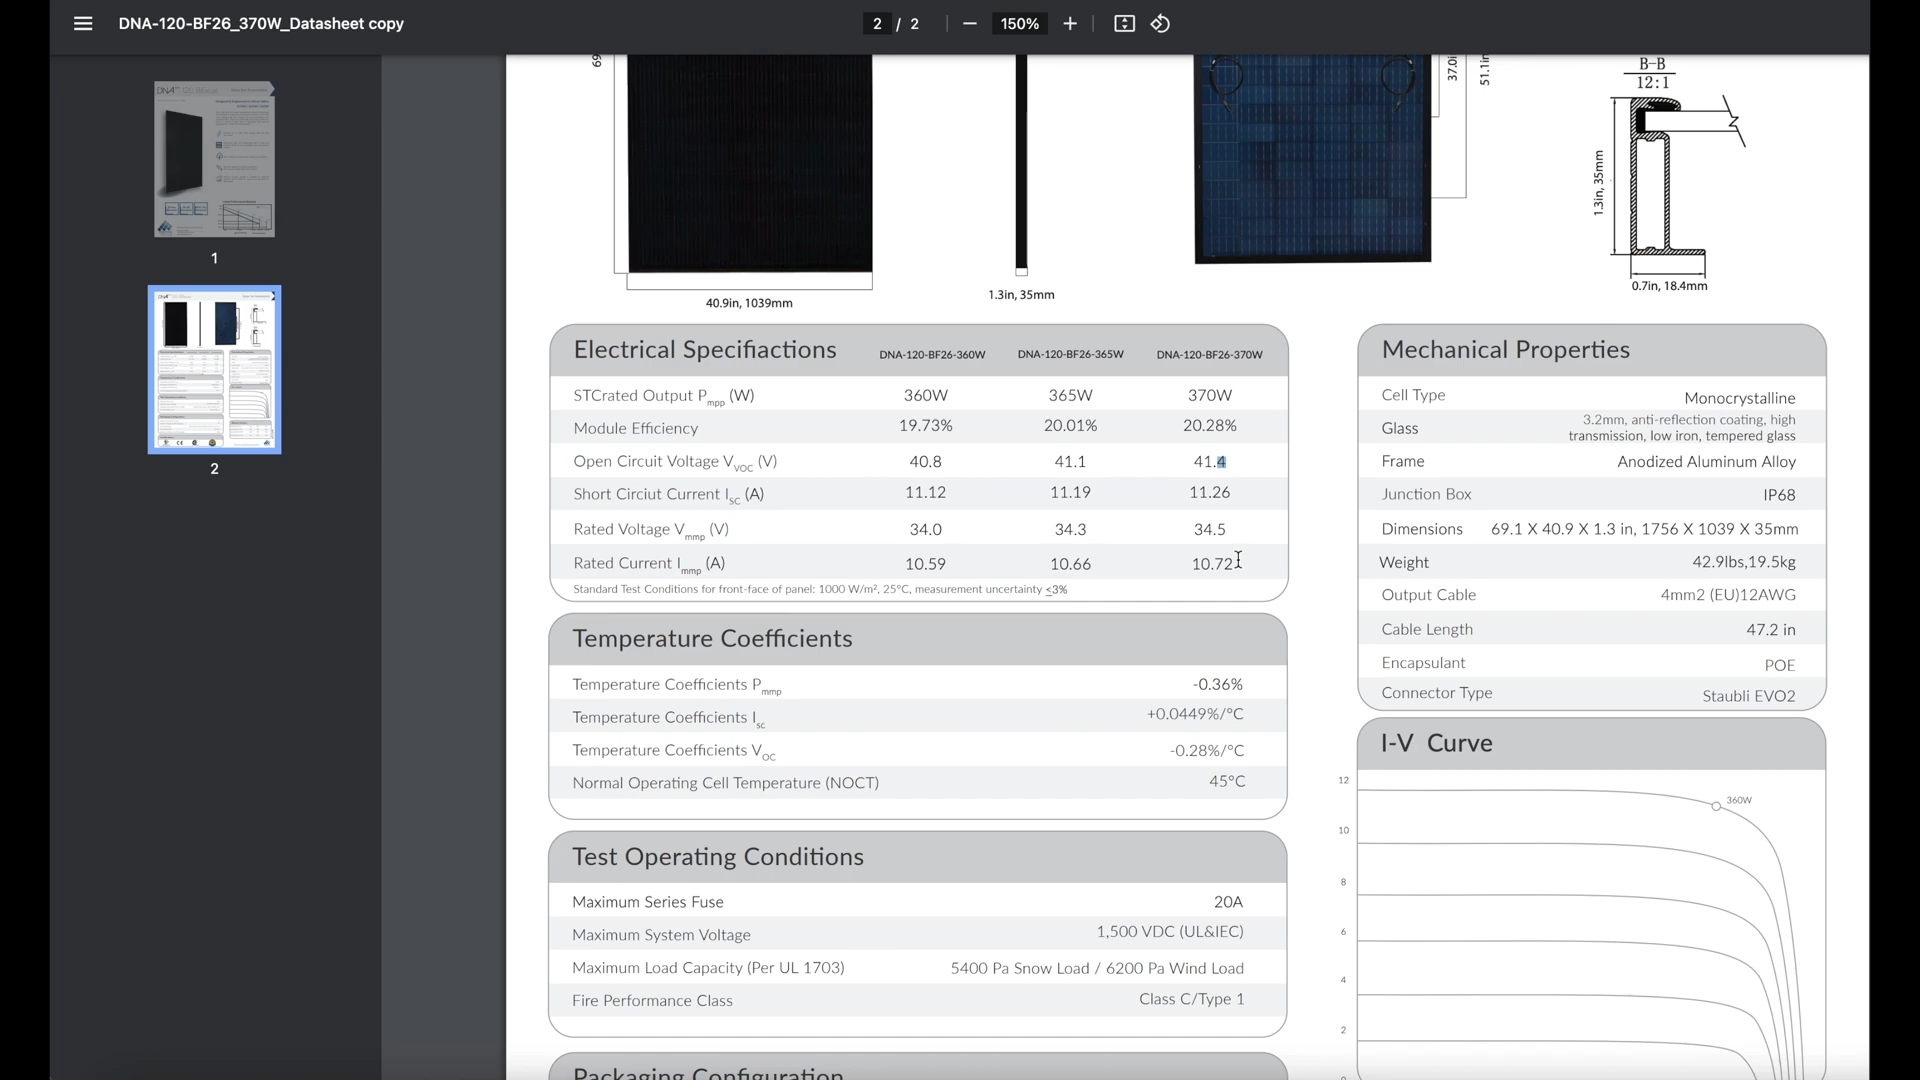 DNA-120-BF26_370W_Datasheet copy
2 / 2
150%
1
2
69
40.9in, 1039mm
1.3in, 35mm
37.0i
51.1i
B-B
12:1
1.3in, 35mm
0.7in, 18.4mm
Electrical Specifiactions DNA-120-BF26-360W DNA-120-BF26-365W DNA-120-BF26-370W
STCrated Output Pmpp (W) 360W 365W 370W
Module Efficiency 19.73% 20.01% 20.28%
Open Circuit Voltage VVOC (V) 40.8 41.1 41.4
Short Circiut Current ISC (A) 11.12 11.19 11.26
Rated Voltage Vmmp (V) 34.0 34.3 34.5
Rated Current Immp (A) 10.59 10.66 10.72
Standard Test Conditions for front-face of panel: 1000 W/m², 25°C, measurement uncertainty ≤3%
Temperature Coefficients
Temperature Coefficients Pmmp -0.36%
Temperature Coefficients Isc +0.0449%/°C
Temperature Coefficients VOC -0.28%/°C
Normal Operating Cell Temperature (NOCT) 45°C
Test Operating Conditions
Maximum Series Fuse 20A
Maximum System Voltage 1,500 VDC (UL&IEC)
Maximum Load Capacity (Per UL 1703) 5400 Pa Snow Load / 6200 Pa Wind Load
Fire Performance Class Class C/Type 1
Packaging Configuration
Mechanical Properties
Cell Type Monocrystalline
Glass 3.2mm, anti-reflection coating, high
transmission, low iron, tempered glass
Frame Anodized Aluminum Alloy
Junction Box IP68
Dimensions 69.1 X 40.9 X 1.3 in, 1756 X 1039 X 35mm
Weight 42.9lbs,19.5kg
Output Cable 4mm2 (EU)12AWG
Cable Length 47.2 in
Encapsulant POE
Connector Type Staubli EVO2
I-V Curve
12
360W
10
8
6
4
2
0